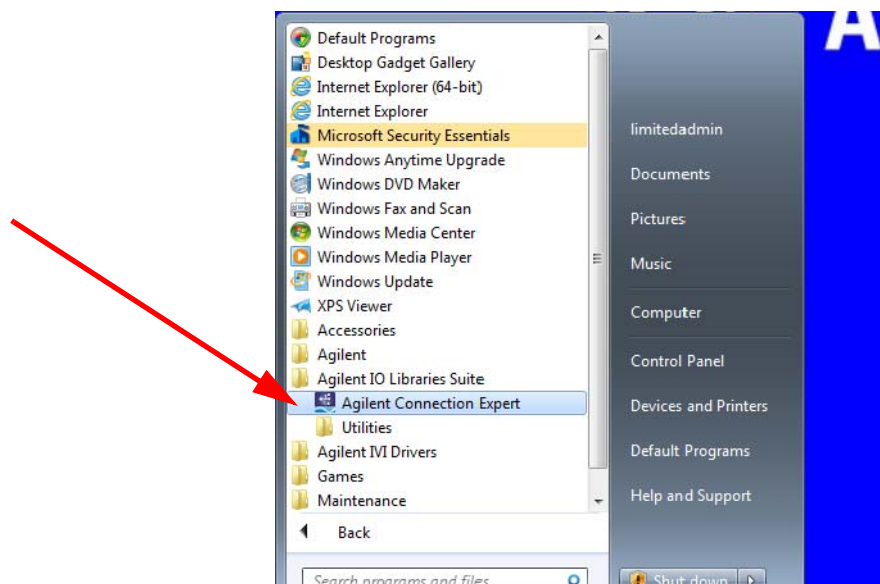 Default Programs
Desktop Gadget Gallery
Internet Explorer (64-bit)
Internet Explorer
Microsoft Security Essentials
Windows Anytime Upgrade
Windows DVD Maker
Windows Fax and Scan
Windows Media Center
Windows Media Player
Windows Update
XPS Viewer
Accessories
Agilent
Agilent IO Libraries Suite
Agilent Connection Expert
Utilities
Agilent IVI Drivers
Games
Maintenance
Back
Search programs and files
limitedadmin
Documents
Pictures
Music
Computer
Control Panel
Devices and Printers
Default Programs
Help and Support
Shut down
A